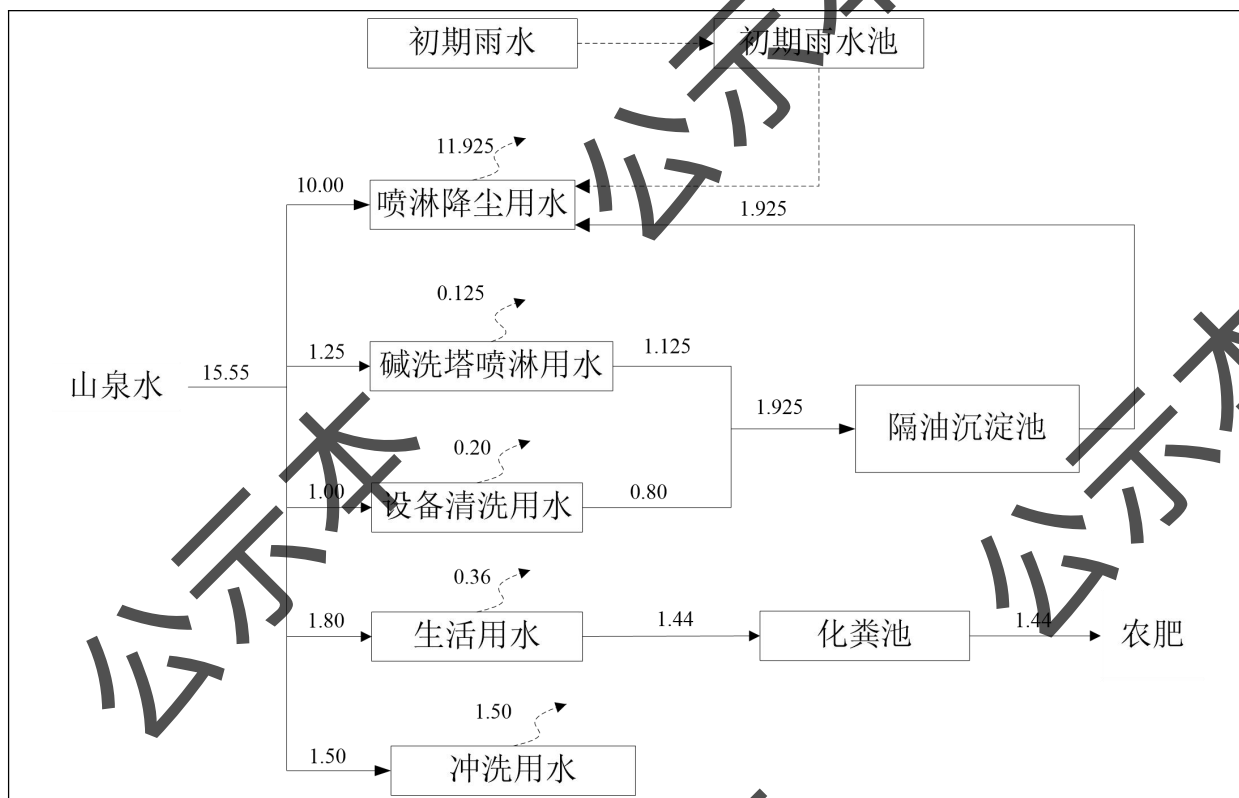 初期雨水
初期雨水池
11.925
10.00
喷淋降尘用水
1.925
0.125
1.25
碱洗塔喷淋用水
1.125
山泉水
15.55
1.925
隔油沉淀池
0.20
1.00
设备清洗用水
0.80
0.36
1.80
生活用水
1.44
化粪池
1.44
农肥
1.50
1.50
冲洗用水
公示本
公示本
公示本